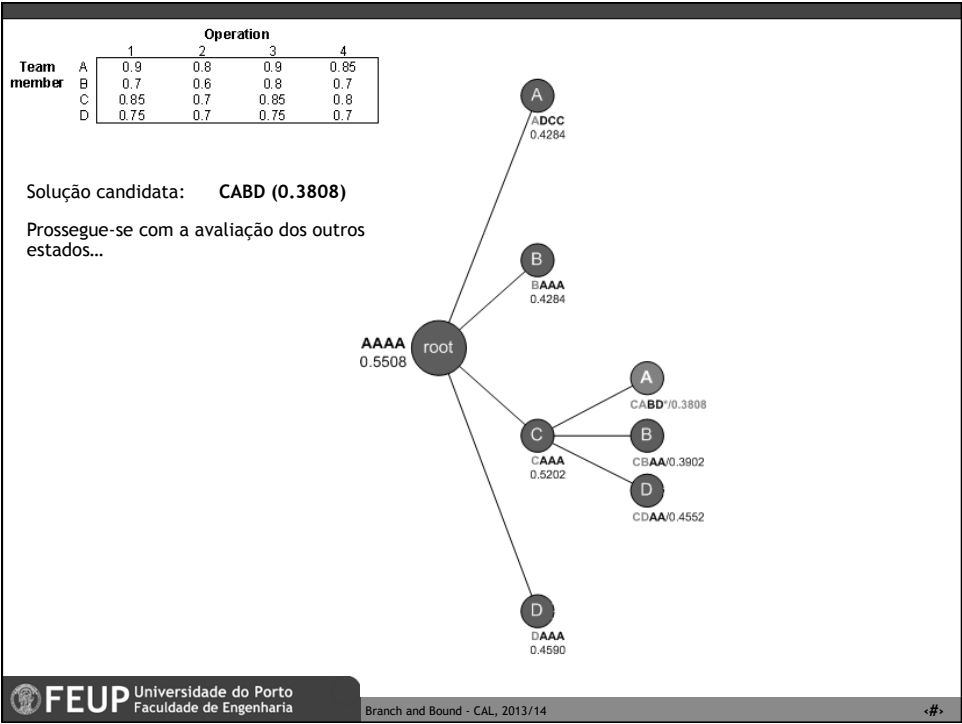 Operation
1 2 3 4
Team member
A 0.9 0.8 0.9 0.85
B 0.7 0.6 0.8 0.7
C 0.85 0.7 0.85 0.8
D 0.75 0.7 0.75 0.7
Solução candidata: CABD (0.3808)
Prossegue-se com a avaliação dos outros
estados…
A
ADCC
0.4284
B
BAAA
0.4284
AAAA
0.5508
root
A
CABD*/0.3808
C
CAAA
0.5202
B
CBAA/0.3902
D
CDAA/0.4552
D
DAAA
0.4590
FEUP Universidade do Porto
Faculdade de Engenharia
Branch and Bound - CAL, 2013/14
‹#›